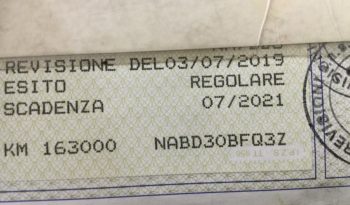 REVISIONE DEL03/07/2019
ESITO REGOLARE
SCADENZA 07/2021
KM 163000 NABD30BFQ3Z